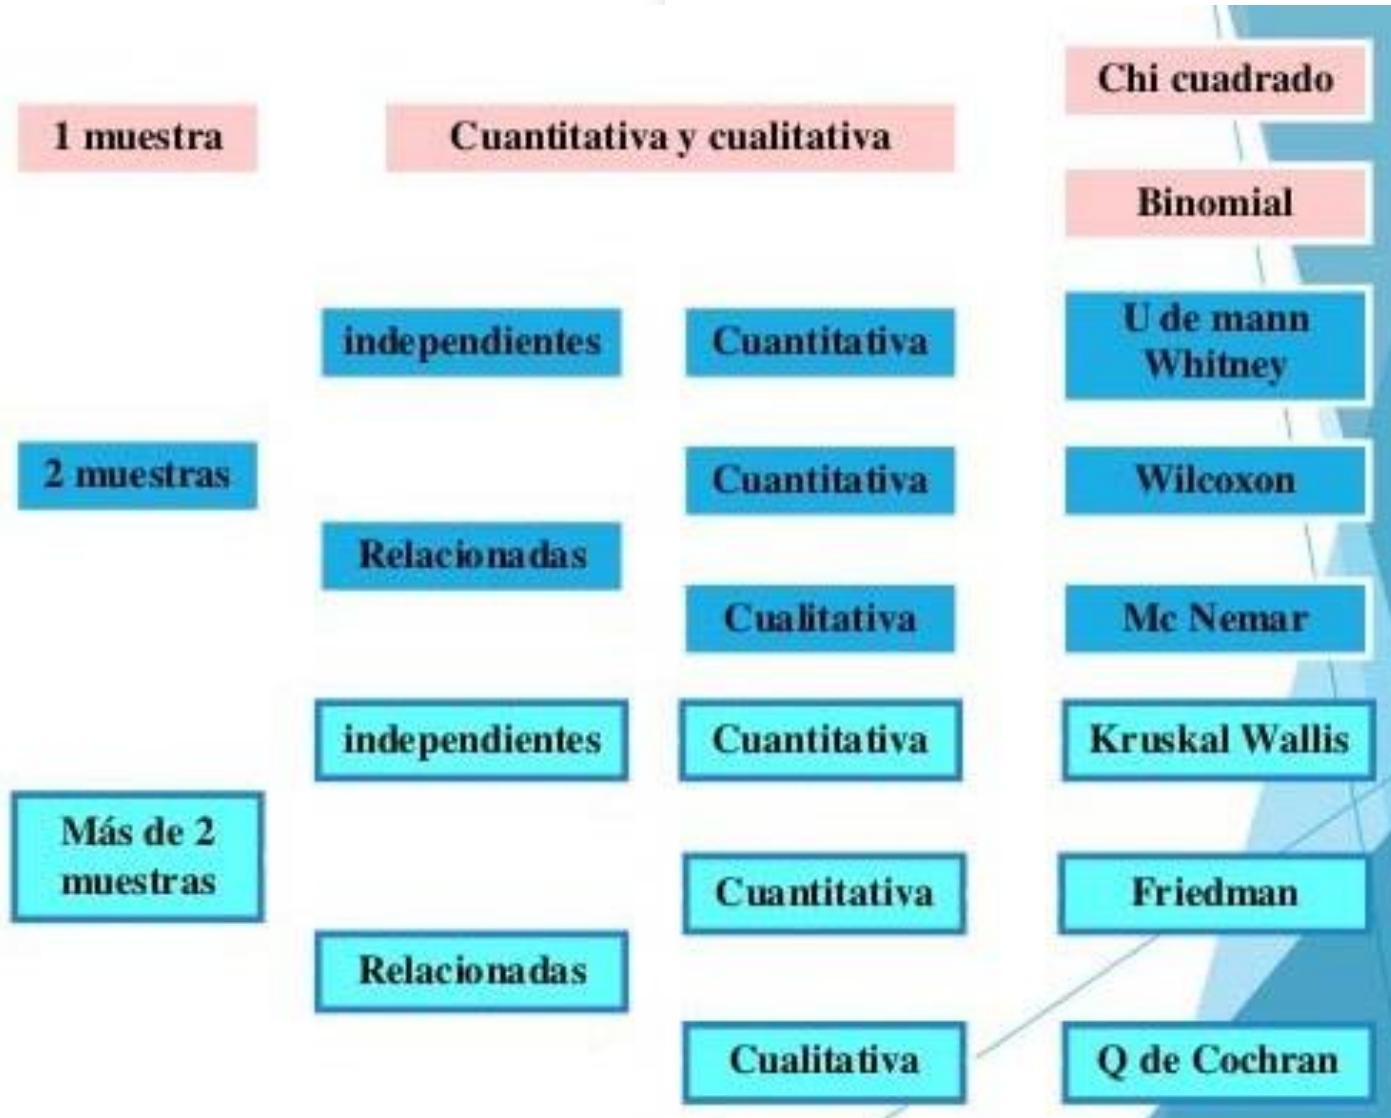 1 muestra
Cuantitativa y cualitativa
Chi cuadrado
Binomial
2 muestras
independientes
Cuantitativa
U de mann
Whitney
Relacionadas
Cuantitativa
Wilcoxon
Cualitativa
Mc Nemar
Más de 2
muestras
independientes
Cuantitativa
Kruskal Wallis
Relacionadas
Cuantitativa
Friedman
Cualitativa
Q de Cochran